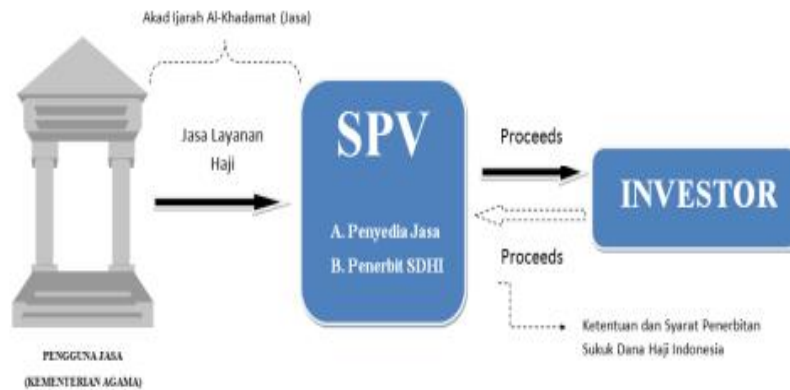 Akad Ijarah Al-Khadamat (Jasa)
Jasa Layanan
Haji
SPV
A. Penyedia Jasa
B. Penerbit SDHI
Proceeds
INVESTOR
Proceeds
Ketentuan dan Syarat Penerbitan
Sukuk Dana Haji Indonesia
PENGGUNA JASA
(KEMENTERIAN AGAMA)